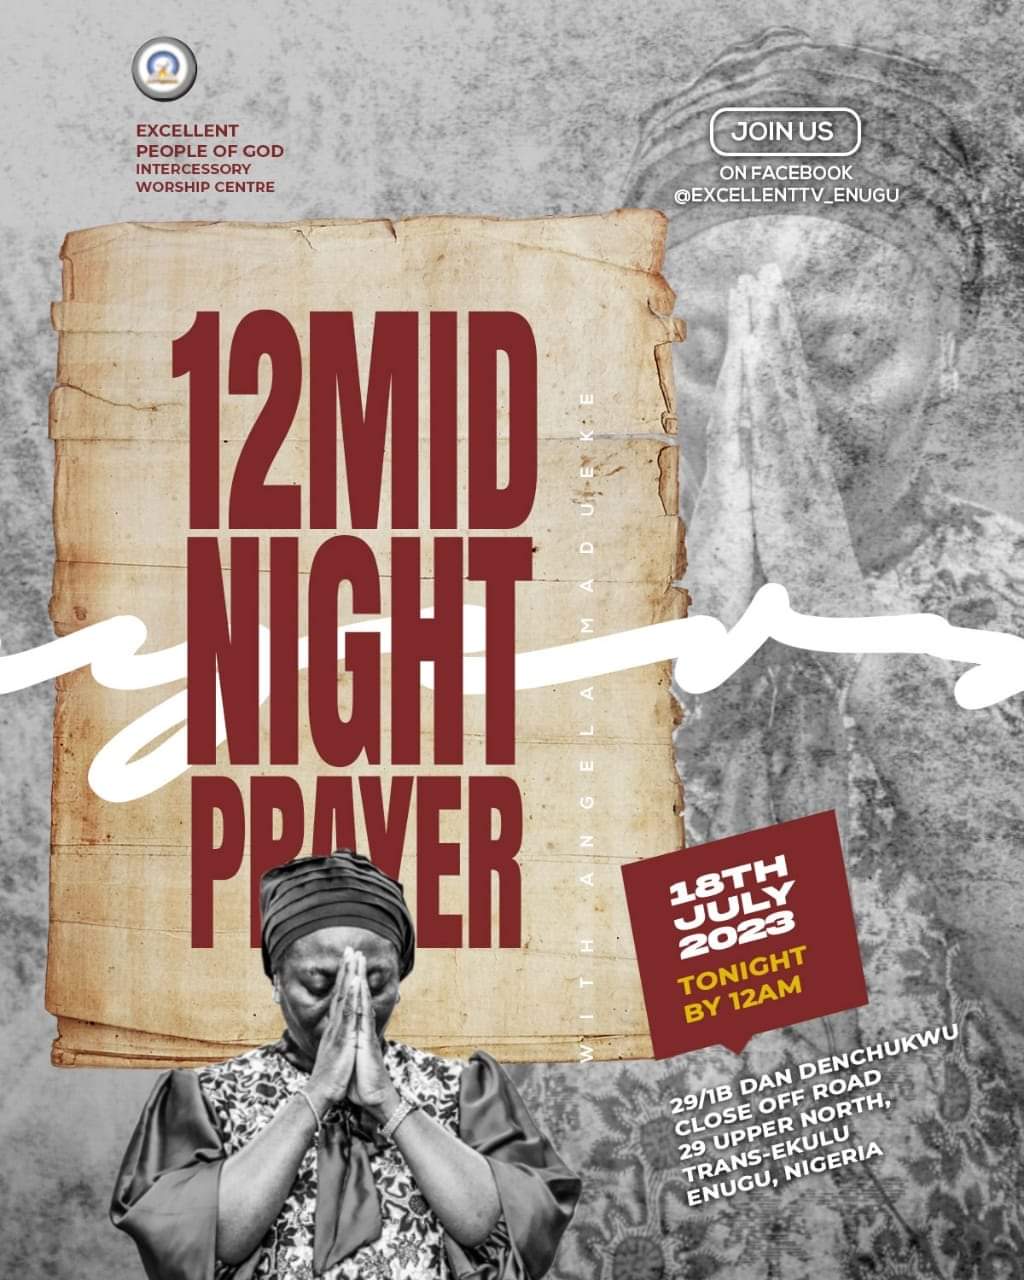 EXCELLENT
PEOPLE OF GOD
INTERCESSORY
WORSHIP CENTRE
JOIN US
ON FACEBOOK
@EXCELLENTTV_ENUGU
12MID
NIGHT
PRAYER
WITH ANGELA MADUEKE
18TH
JULY
2023
TONIGHT
BY 12AM
29/1B DAN DENCHUKWU
CLOSE OFF ROAD
29 UPPER NORTH,
TRANS-EKULU
ENUGU, NIGERIA